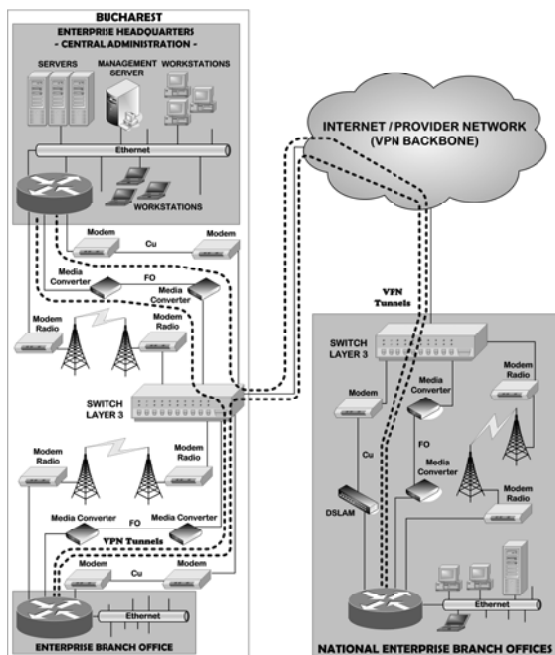 BUCHAREST
ENTERPRISE HEADQUARTERS
- CENTRAL ADMINISTRATION -
SERVERS
MANAGEMENT
SERVER
WORKSTATIONS
Ethernet
WORKSTATIONS
Modem
Cu
Modem
Media
Converter
FO
Media
Converter
Modem
Radio
Modem
Radio
SWITCH
LAYER 3
Modem
Radio
Modem
Radio
Media Converter
FO
Media Converter
VPN Tunnels
Modem
Cu
Modem
Ethernet
ENTERPRISE BRANCH OFFICE
INTERNET / PROVIDER NETWORK
(VPN BACKBONE)
VPN
Tunnels
SWITCH
LAYER 3
Modem
Media
Converter
Modem
Radio
Cu
FO
Media
Converter
DSLAM
Modem
Radio
Ethernet
NATIONAL ENTERPRISE BRANCH OFFICES